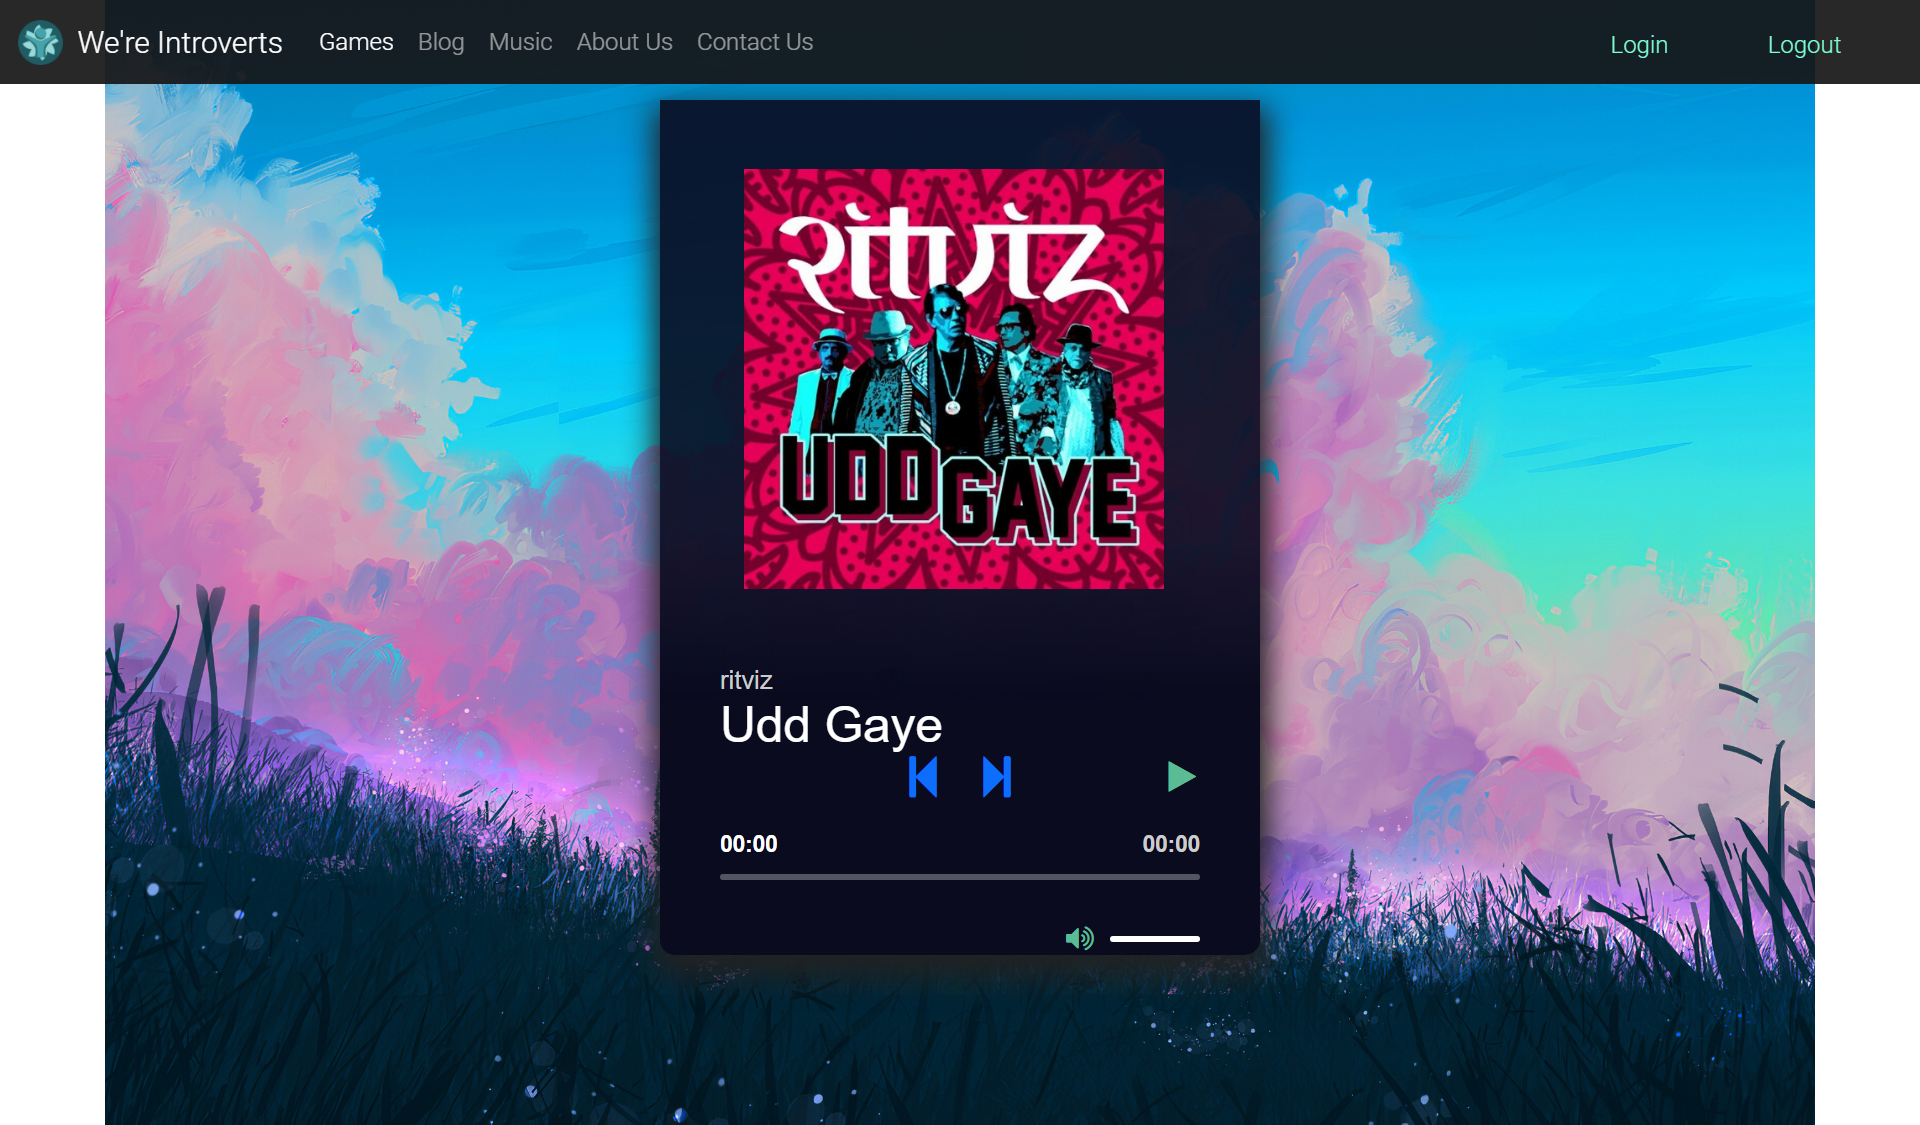 We're Introverts Games Blog Music About Us Contact Us Login Logout
ritviz
UDD GAYE
ritviz
Udd Gaye
00:00 00:00